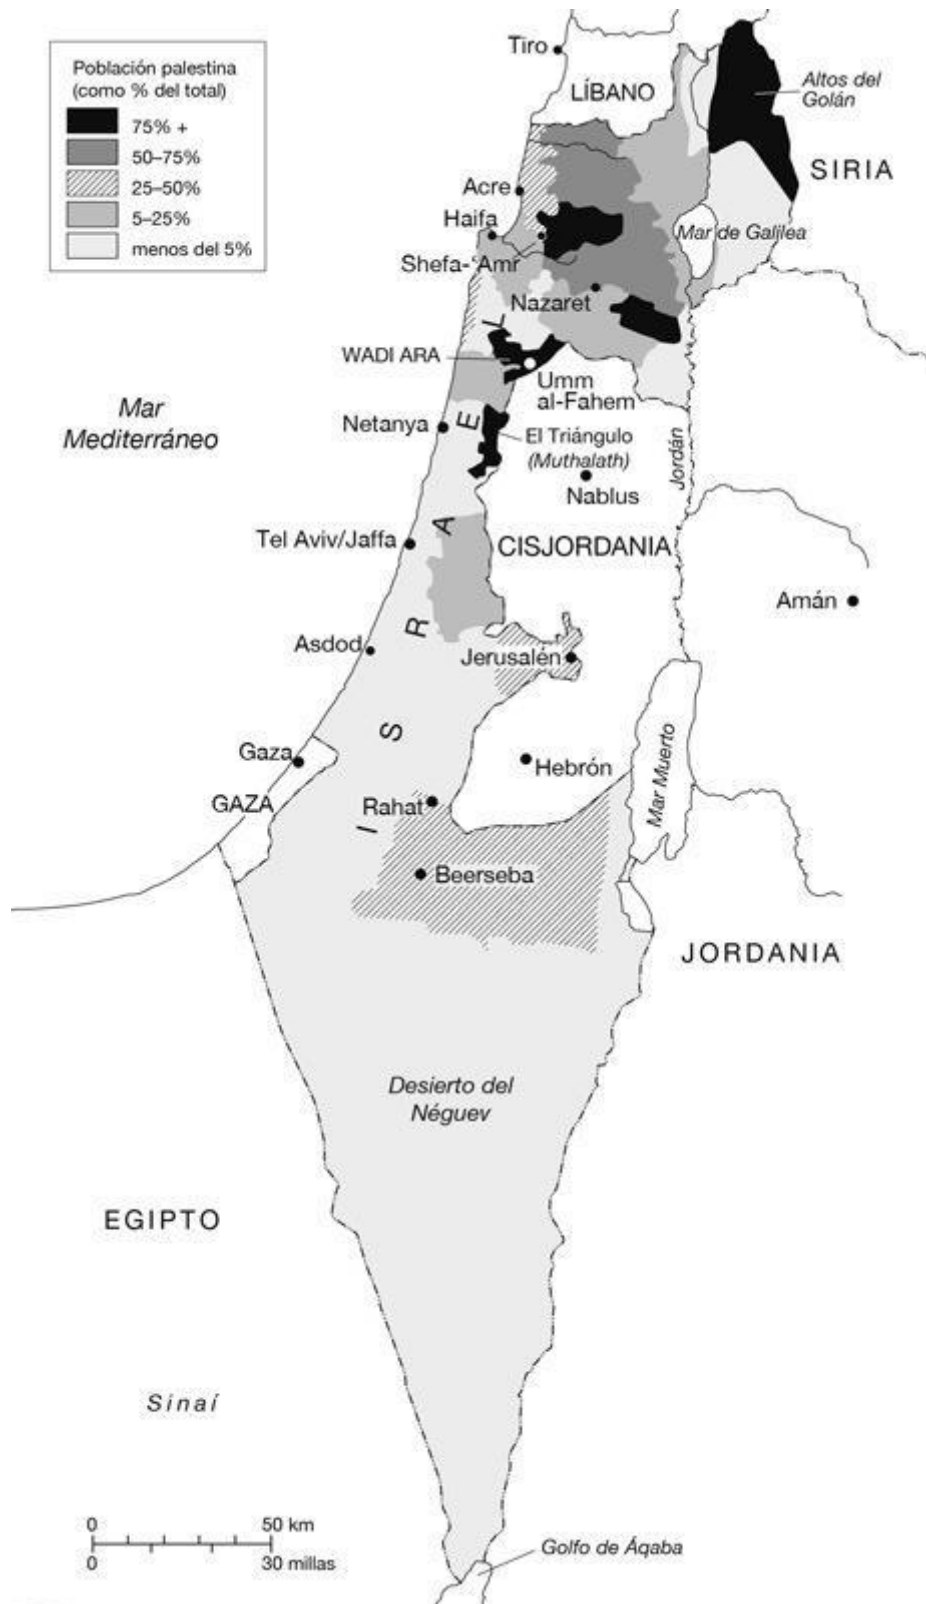 Población palestina
(como % del total)
75% +
50–75%
25–50%
5–25%
menos del 5%
Tiro
LÍBANO
Altos del
Golán
SIRIA
Acre
Haifa
Mar de Galilea
Shefa-‘Amr
Nazaret
WADI ARA
Umm
al-Fahem
Mar
Mediterráneo
Netanya
El Triángulo
(Muthalath)
Jordán
Nablus
Tel Aviv/Jaffa
CISJORDANIA
Amán
Asdod
Jerusalén
ISRAEL
Gaza
Hebrón
Mar Muerto
GAZA
Rahat
Beerseba
JORDANIA
Desierto del
Néguev
EGIPTO
Sinaí
0 50 km
0 30 millas
Golfo de Áqaba